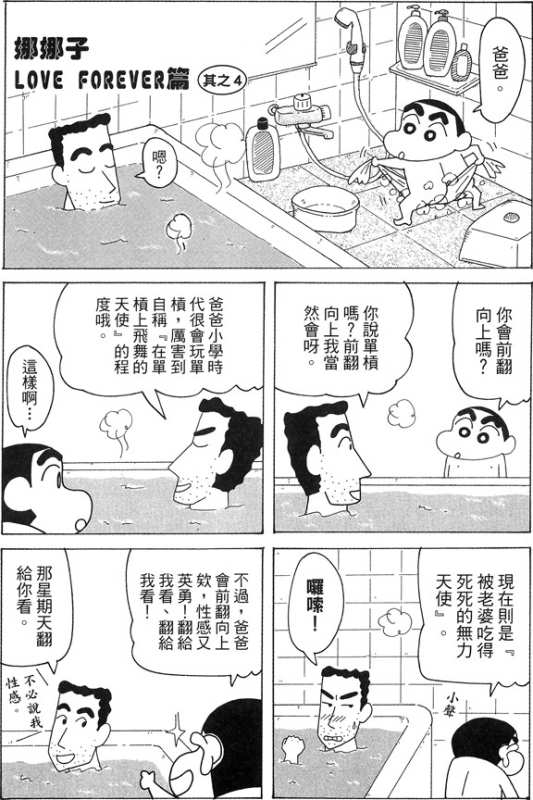 挪挪子
LOVE FOREVER篇
其之4
爸爸。
嗯？
你會前翻
向上嗎？
你說單槓
嗎？前翻
向上我當
然會呀。
爸爸小學時
代很會玩單
槓，厲害到
自稱『在單
槓上飛舞的
天使』的程
度哦。
這樣啊…
現在則是『
被老婆吃得
死死的無力
天使』。
小聲
囉嗦！
不過，爸爸
會前翻向上
欸，性感又
英勇！翻給
我看、翻給
我看！
那星期天翻
給你看。
不必說我
性感。